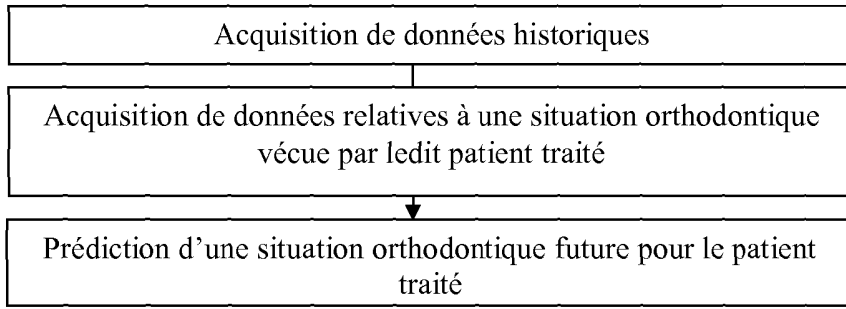 Acquisition de données historiques
Acquisition de données relatives à une situation orthodontique
vécue par ledit patient traité
Prédiction d’une situation orthodontique future pour le patient
traité